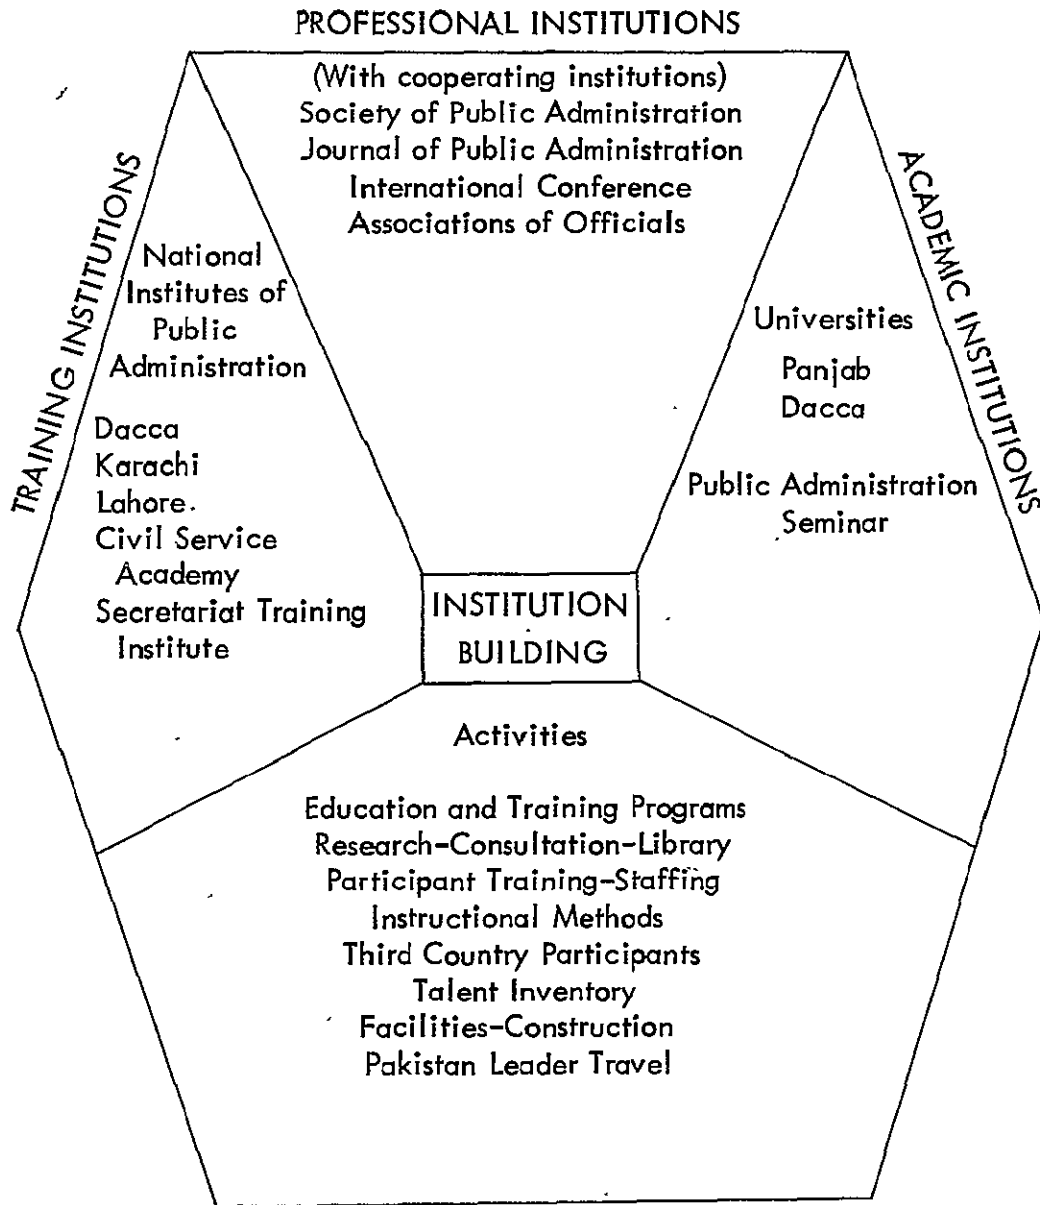 PROFESSIONAL INSTITUTIONS
(With cooperating institutions)
Society of Public Administration
Journal of Public Administration
International Conference
Associations of Officials
TRAINING INSTITUTIONS
National
Institutes of
Public
Administration
Dacca
Karachi
Lahore
Civil Service
Academy
Secretariat Training
Institute
ACADEMIC INSTITUTIONS
Universities
Panjab
Dacca
Public Administration
Seminar
INSTITUTION
BUILDING
Activities
Education and Training Programs
Research-Consultation-Library
Participant Training-Staffing
Instructional Methods
Third Country Participants
Talent Inventory
Facilities-Construction
Pakistan Leader Travel